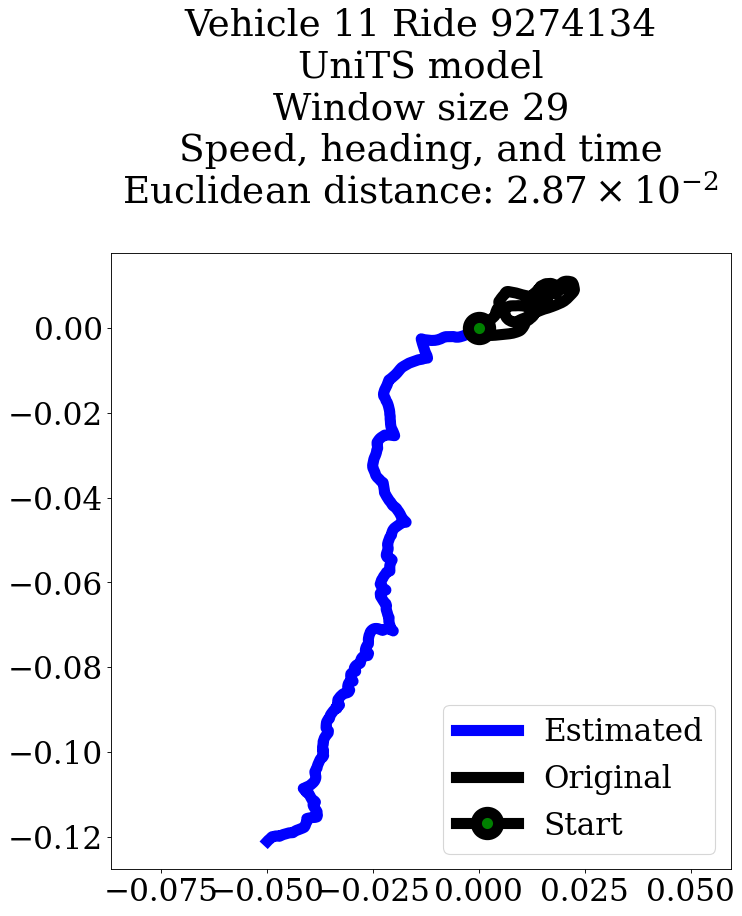 Vehicle 11 Ride 9274134
UniTS model
Window size 29
Speed, heading, and time
Euclidean distance: 2.87 × 10⁻²
0.00
−0.02
−0.04
−0.06
−0.08
−0.10
−0.12
Estimated
Original
Start
−0.075 −0.050 −0.025 0.000 0.025 0.050